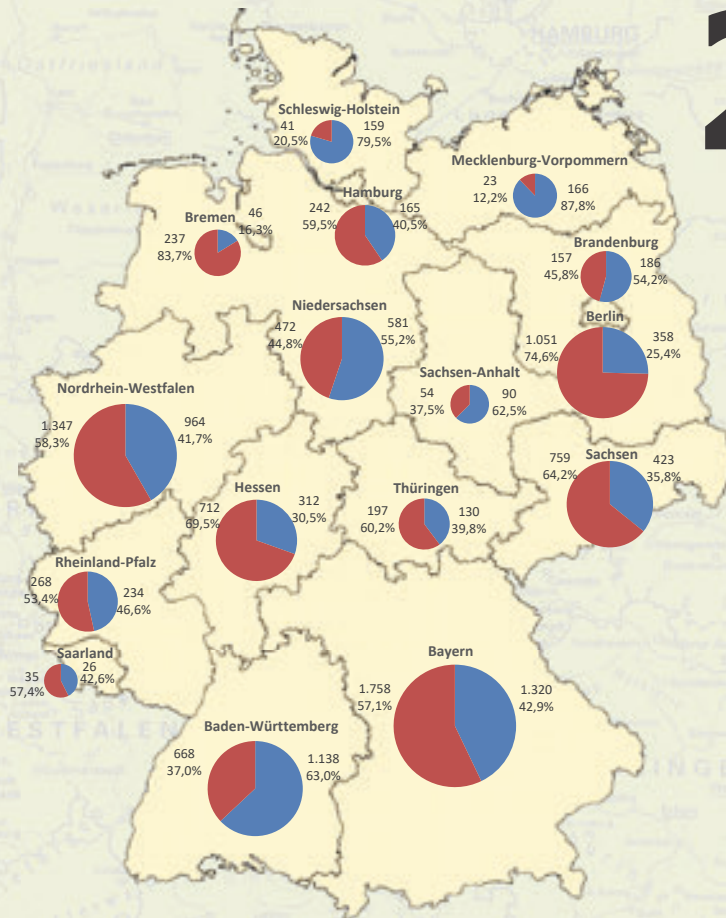 HAMBURG
2
Schleswig-Holstein
41 159
20,5% 79,5%
Mecklenburg-Vorpommern
23 166
12,2% 87,8%
Hamburg
242 165
59,5% 40,5%
Bremen
46
16,3%
237
83,7%
Brandenburg
157 186
45,8% 54,2%
Niedersachsen
472 581
44,8% 55,2%
Berlin
1.051 358
74,6% 25,4%
Sachsen-Anhalt
54 90
37,5% 62,5%
Nordrhein-Westfalen
1.347 964
58,3% 41,7%
Sachsen
759 423
64,2% 35,8%
Hessen
712 312
69,5% 30,5%
Thüringen
197 130
60,2% 39,8%
Rheinland-Pfalz
268 234
53,4% 46,6%
Saarland
35 26
57,4% 42,6%
Bayern
1.758 1.320
57,1% 42,9%
ESTFALEN
Baden-Württemberg
668 1.138
37,0% 63,0%